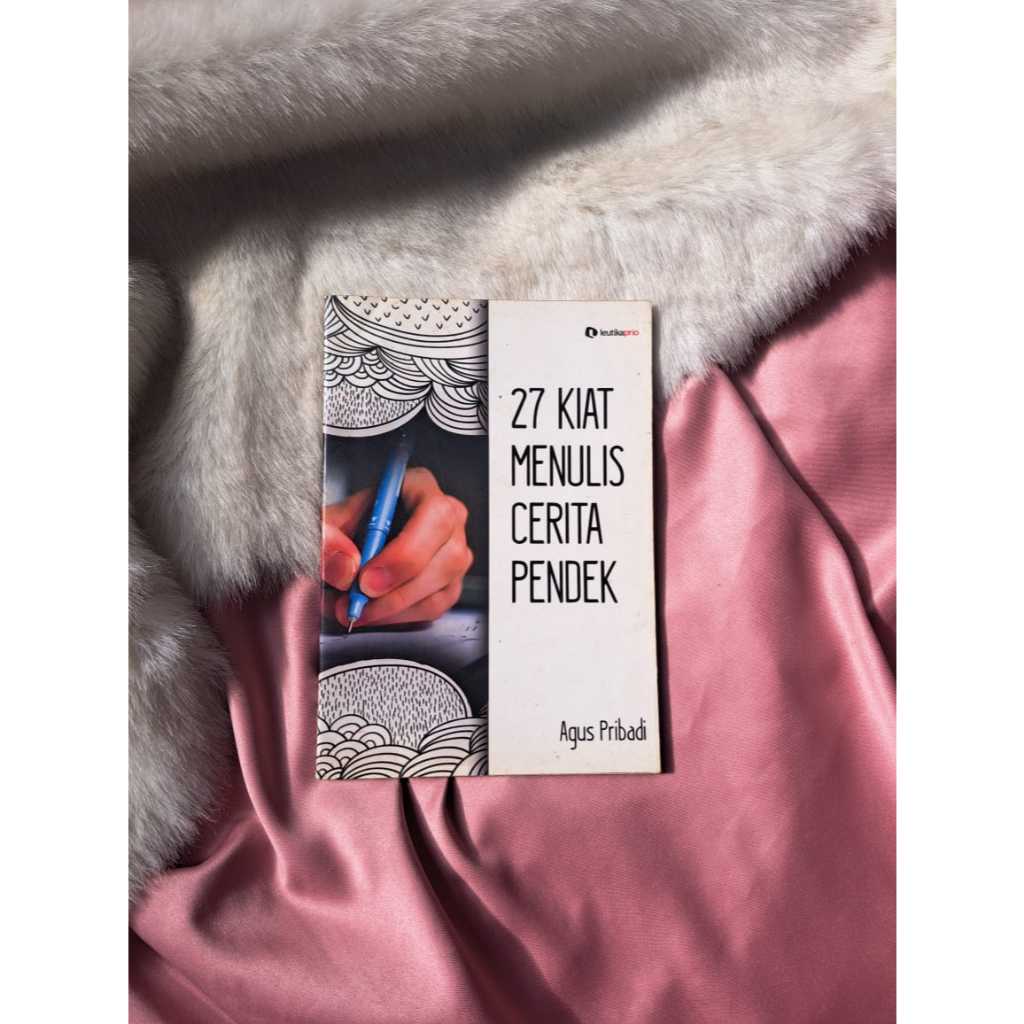 leutikaprio
27 KIAT
MENULIS
CERITA
PENDEK
Agus Pribadi